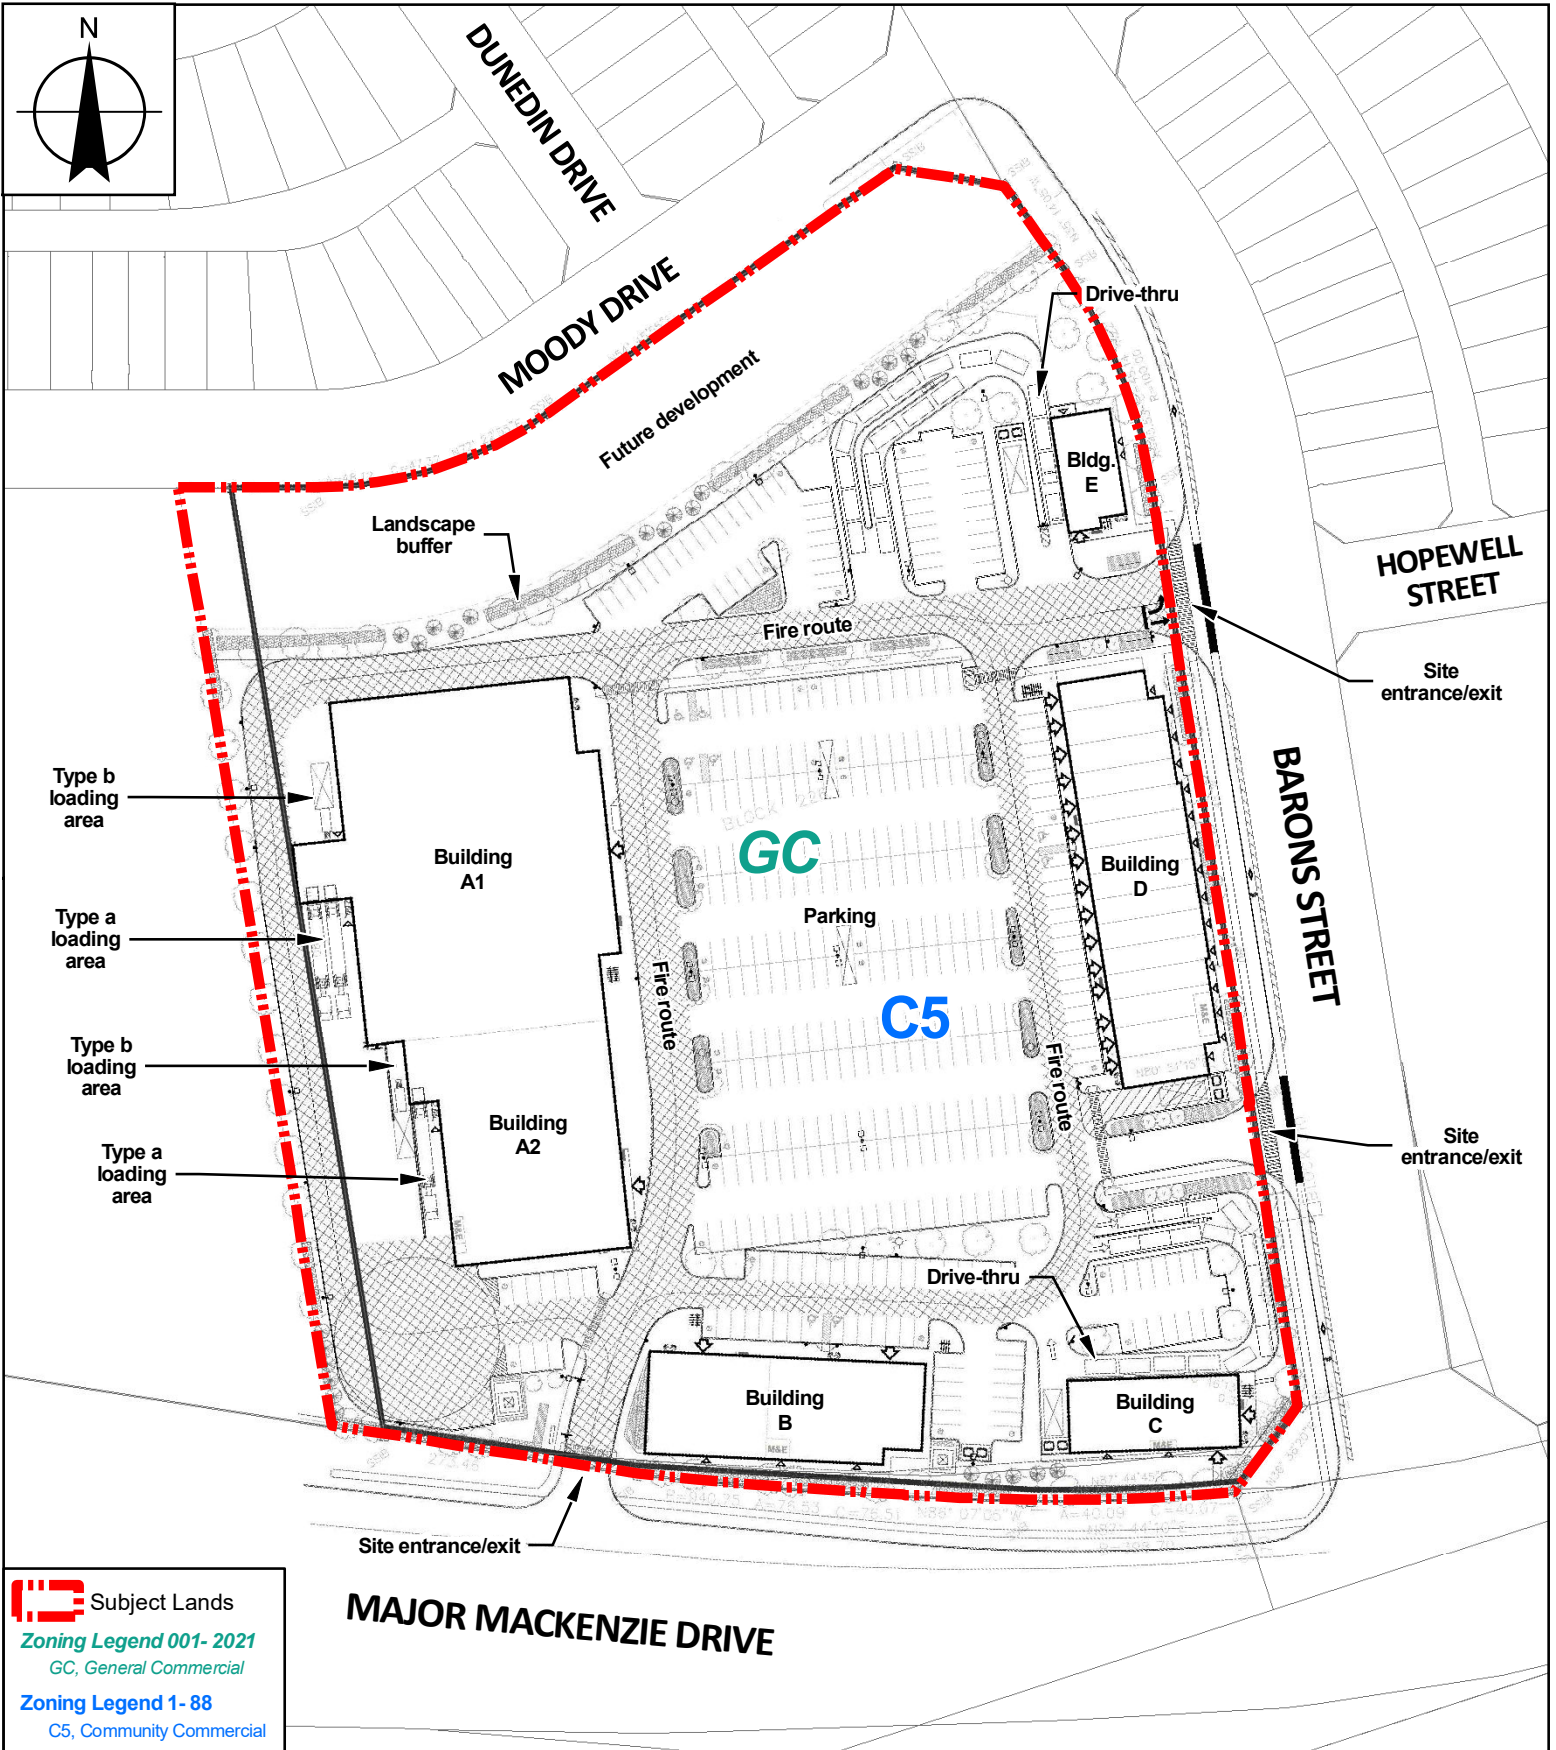 N
DUNEDIN DRIVE
MOODY DRIVE
Drive-thru
Future development
Bldg.
E
Landscape
buffer
HOPEWELL
STREET
Fire route
Site
entrance/exit
Type b
loading
area
BARONS STREET
Building
A1
GC
Building
D
Type a
loading
area
Parking
Fire route
C5
Type b
loading
area
Fire route
Building
A2
Site
entrance/exit
Type a
loading
area
Drive-thru
Building
B
M&E
Building
C
M&E
Site entrance/exit
MAJOR MACKENZIE DRIVE
Subject Lands
Zoning Legend 001- 2021
GC, General Commercial
Zoning Legend 1- 88
C5, Community Commercial